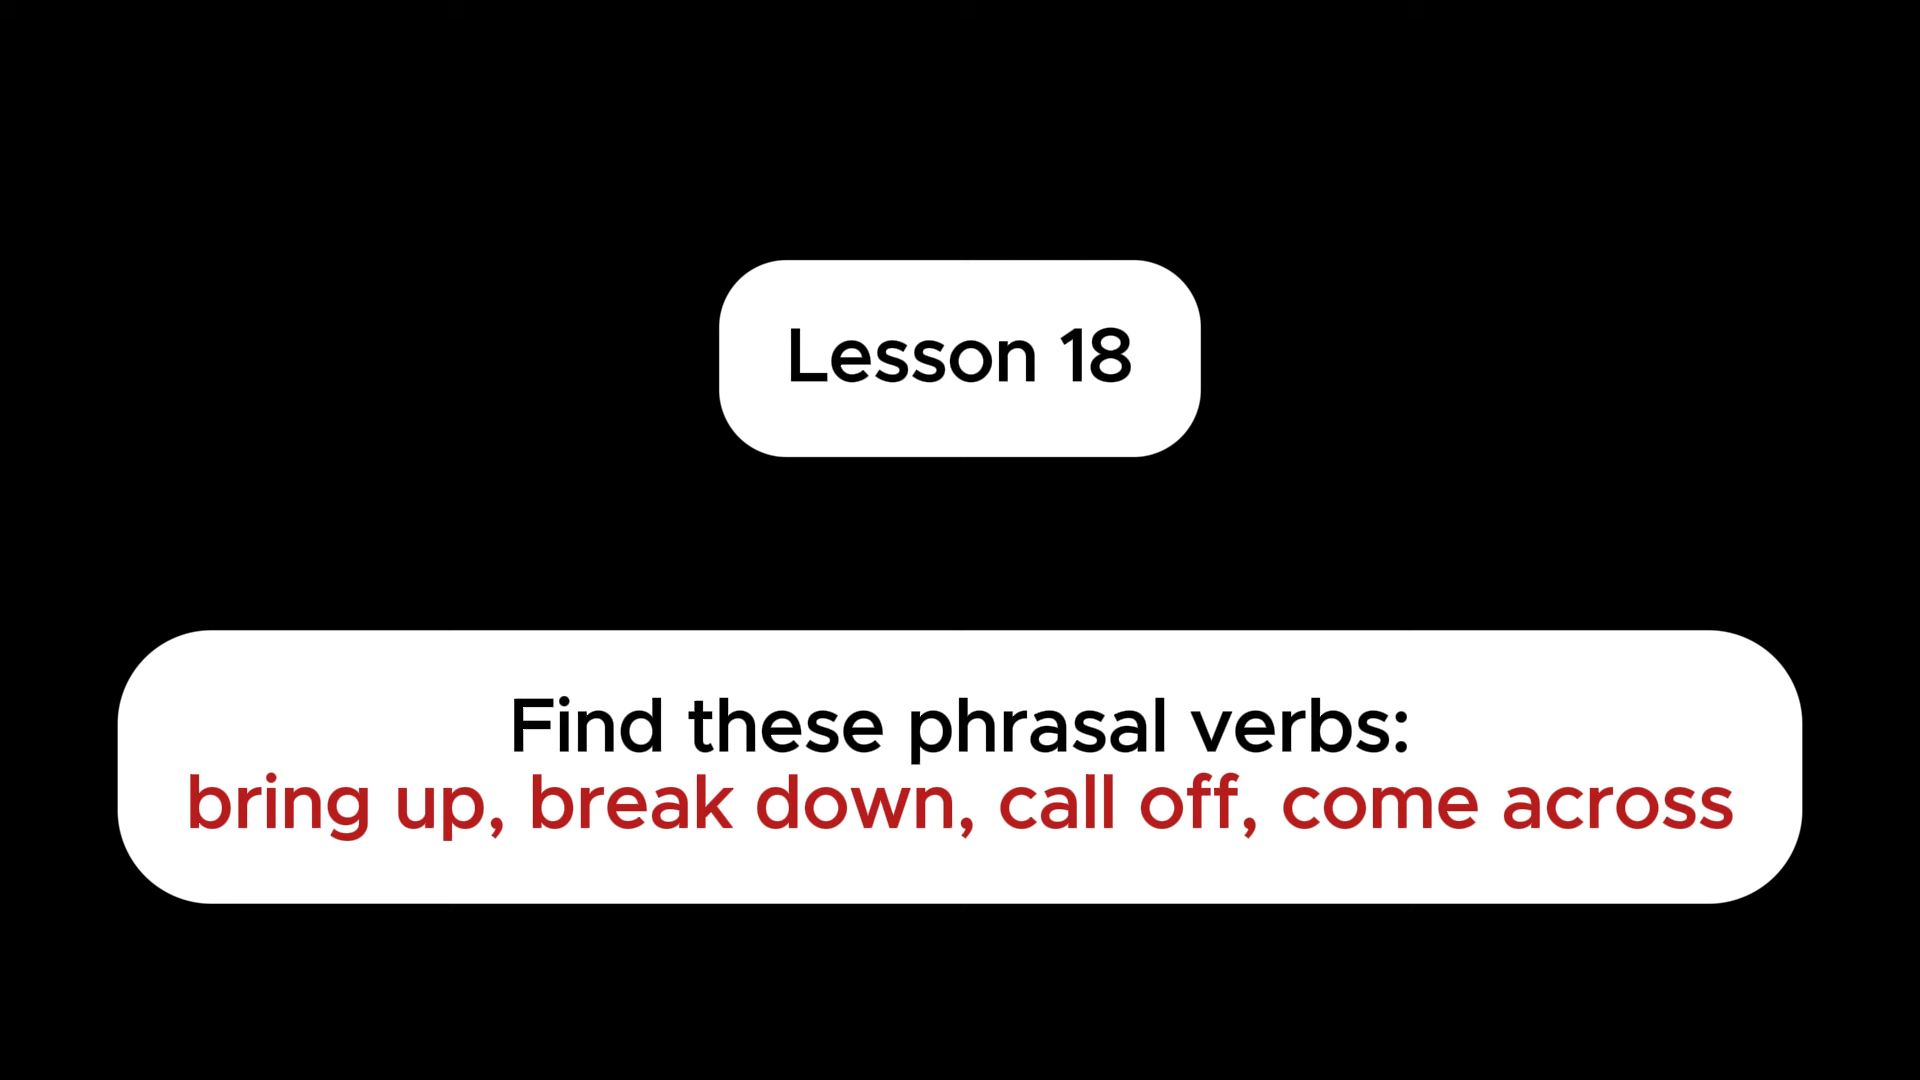 Lesson 18
Find these phrasal verbs:
bring up, break down, call off, come across